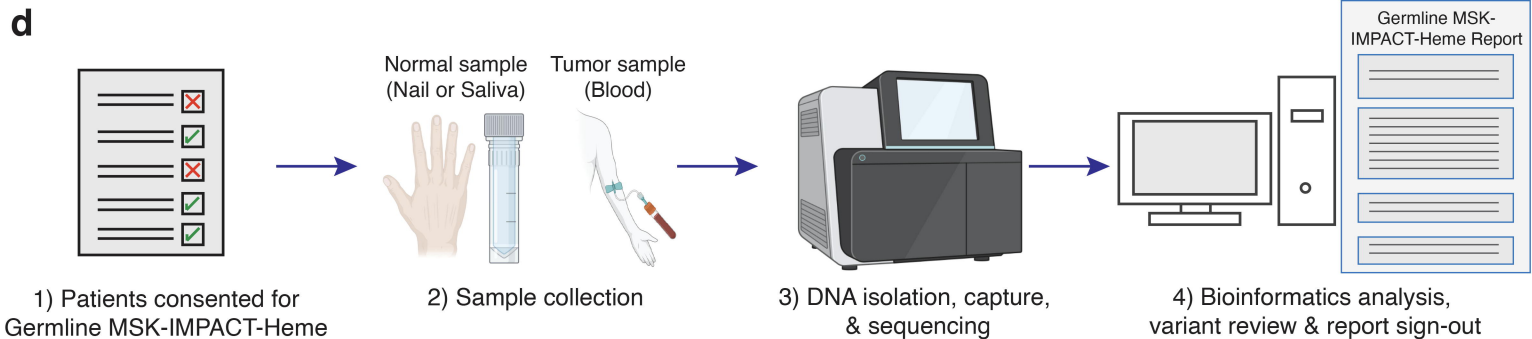 d
Normal sample
(Nail or Saliva)
Tumor sample
(Blood)
Germline MSK-
IMPACT-Heme Report
1) Patients consented for
Germline MSK-IMPACT-Heme
2) Sample collection
3) DNA isolation, capture,
& sequencing
4) Bioinformatics analysis,
variant review & report sign-out